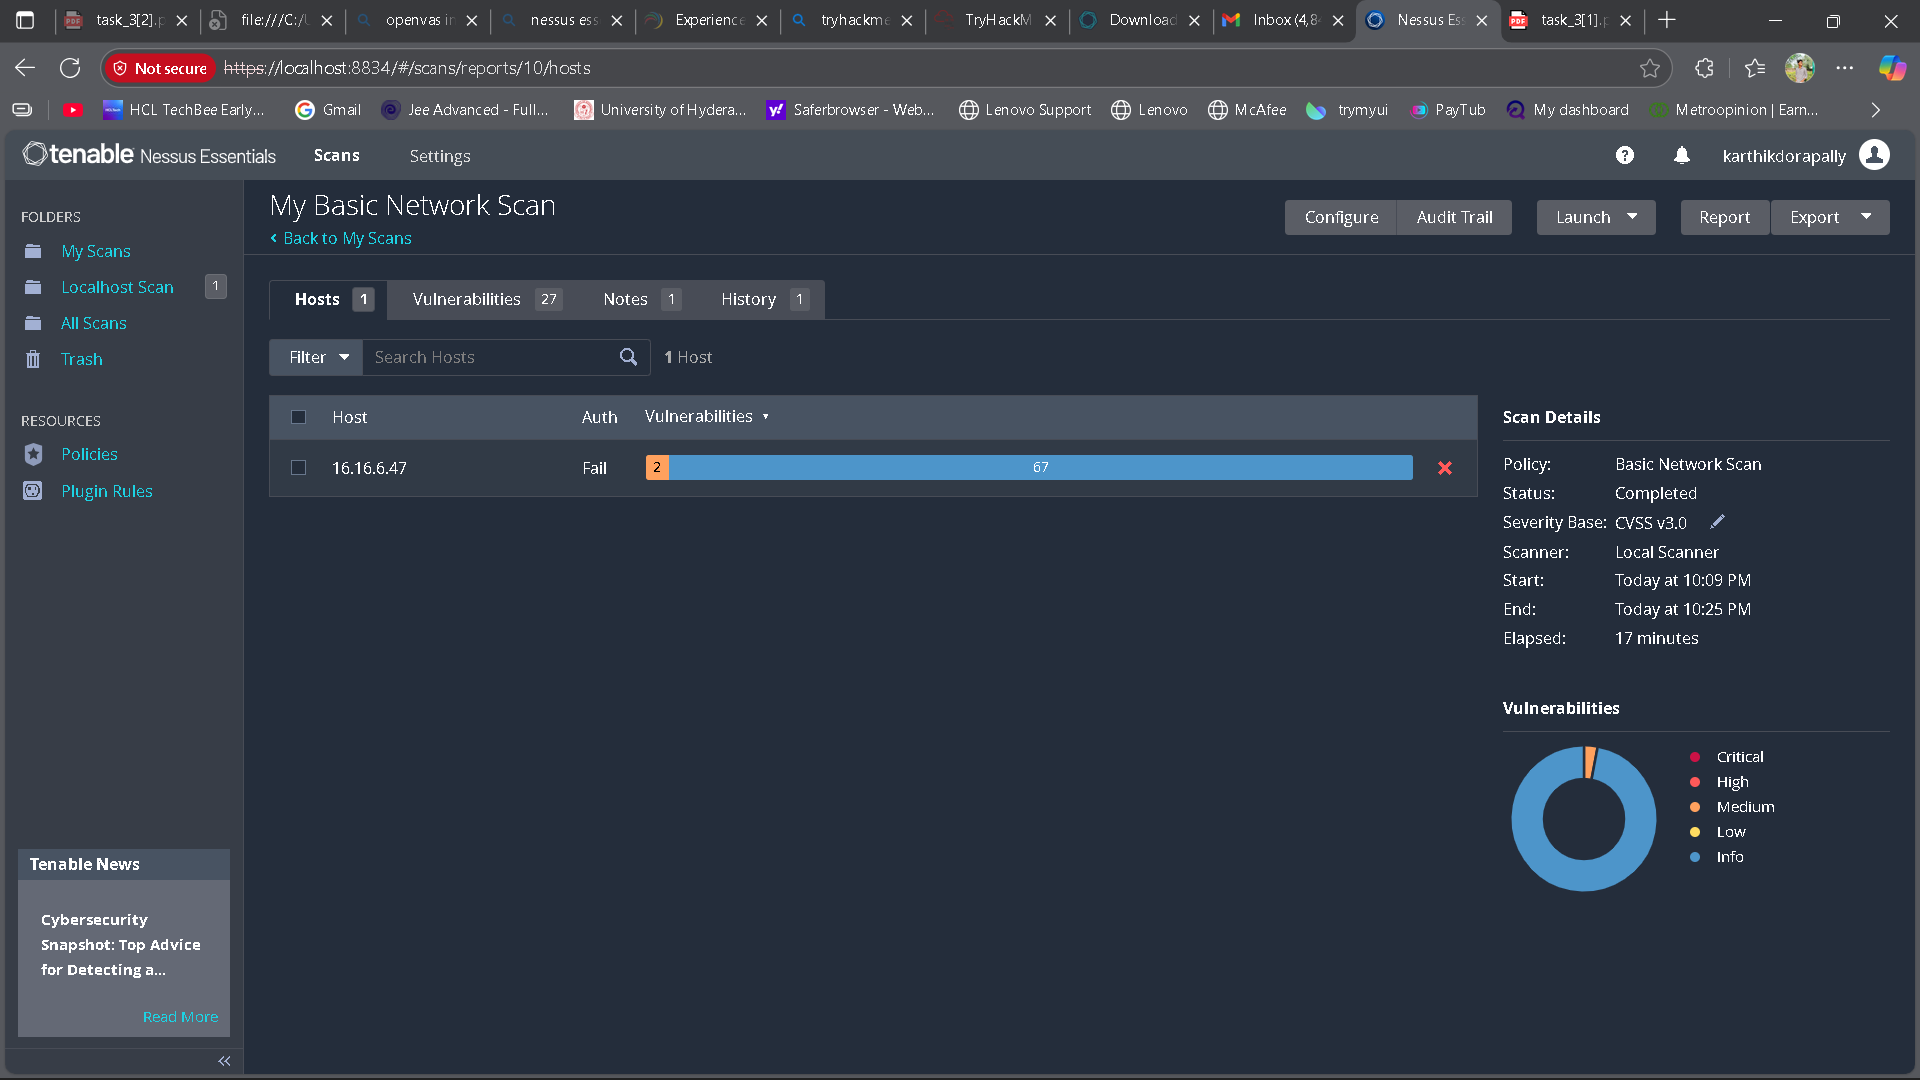 task_3[2].p
file:///C:/U
openvas in
nessus ess
Experience
tryhackme
TryHackM
Download
Inbox (4,84
Nessus Ess
task_3[1].p
Not secure https://localhost:8834/#/scans/reports/10/hosts
HCL TechBee Early...
Gmail
Jee Advanced - Full...
University of Hydera...
Saferbrowser - Web...
Lenovo Support
Lenovo
McAfee
trymyui
PayTub
My dashboard
Metroopinion | Earn...
tenable Nessus Essentials
Scans
Settings
karthikdorapally
FOLDERS
My Scans
Localhost Scan 1
All Scans
Trash
RESOURCES
Policies
Plugin Rules
Tenable News
Cybersecurity
Snapshot: Top Advice
for Detecting a...
Read More
My Basic Network Scan
Back to My Scans
Configure
Audit Trail
Launch
Report
Export
Hosts 1
Vulnerabilities 27
Notes 1
History 1
Filter
Search Hosts
1 Host
Host Auth Vulnerabilities
16.16.6.47 Fail 2 67
Scan Details
Policy: Basic Network Scan
Status: Completed
Severity Base: CVSS v3.0
Scanner: Local Scanner
Start: Today at 10:09 PM
End: Today at 10:25 PM
Elapsed: 17 minutes
Vulnerabilities
Critical
High
Medium
Low
Info